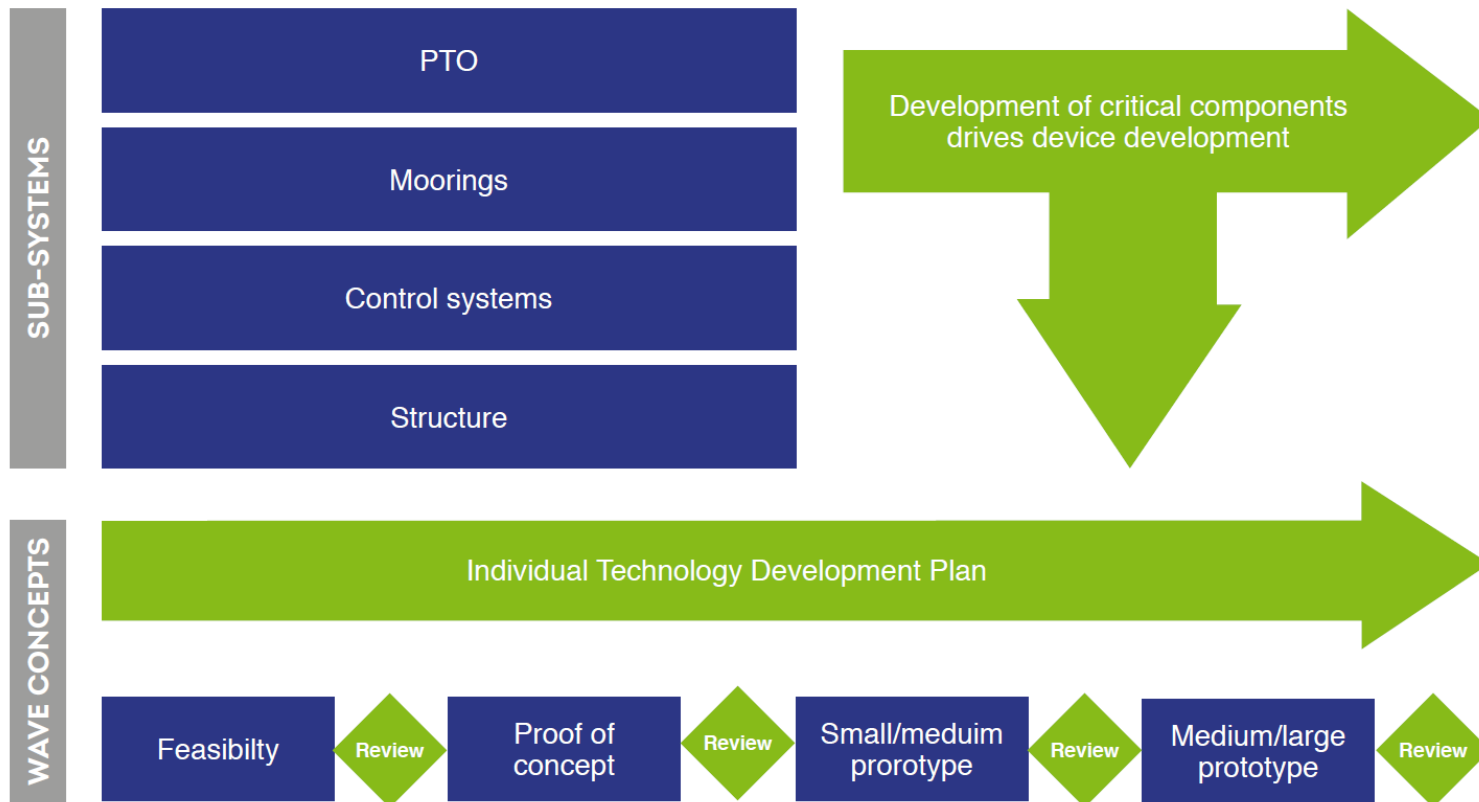 SUB-SYSTEMS
PTO
Moorings
Control systems
Structure
Development of critical components
drives device development
WAVE CONCEPTS
Individual Technology Development Plan
Feasibilty
Review
Proof of
concept
Review
Small/meduim
prorotype
Review
Medium/large
prototype
Review